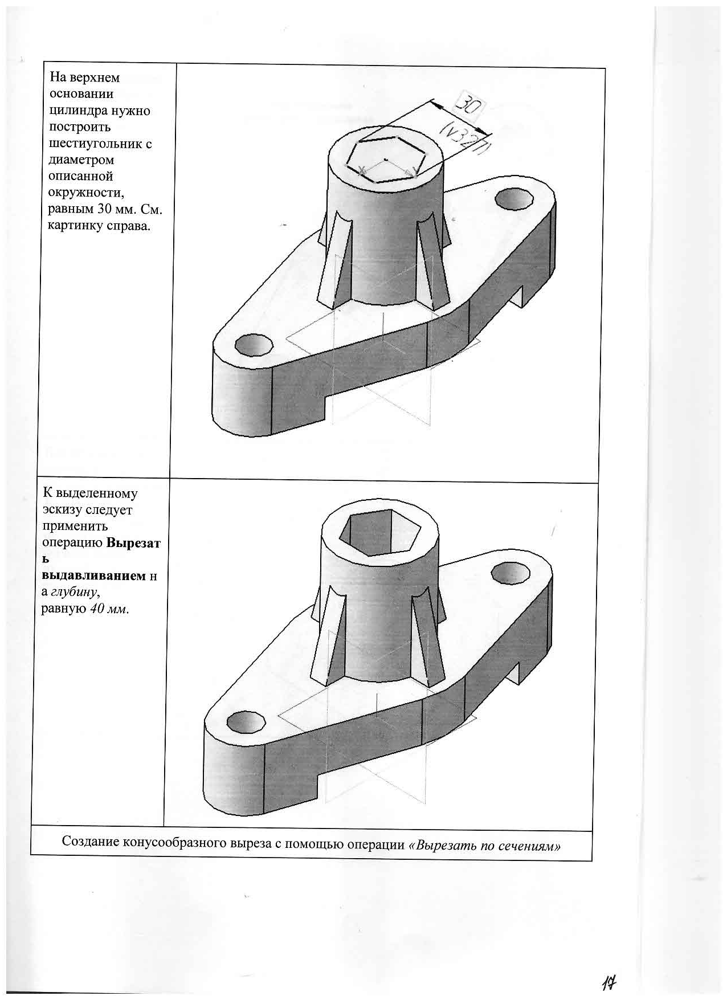 На верхнем
основании
цилиндра нужно
построить
шестиугольник с
диаметром
описанной
окружности,
равным 30 мм. См.
картинку справа.
30
(v327)
X
Y
К выделенному
эскизу следует
применить
операцию Вырезат
ь
выдавливанием н
а глубину,
равную 40 мм.
Создание конусообразного выреза с помощью операции «Вырезать по сечениям»
17